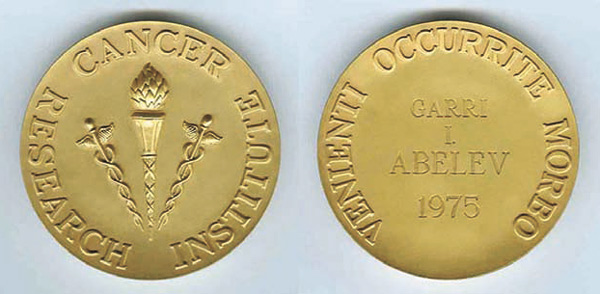 CANCER RESEARCH INSTITUTE
VENIENTI OCCURRITE MORBO
GARRI
I.
ABELEV
1975